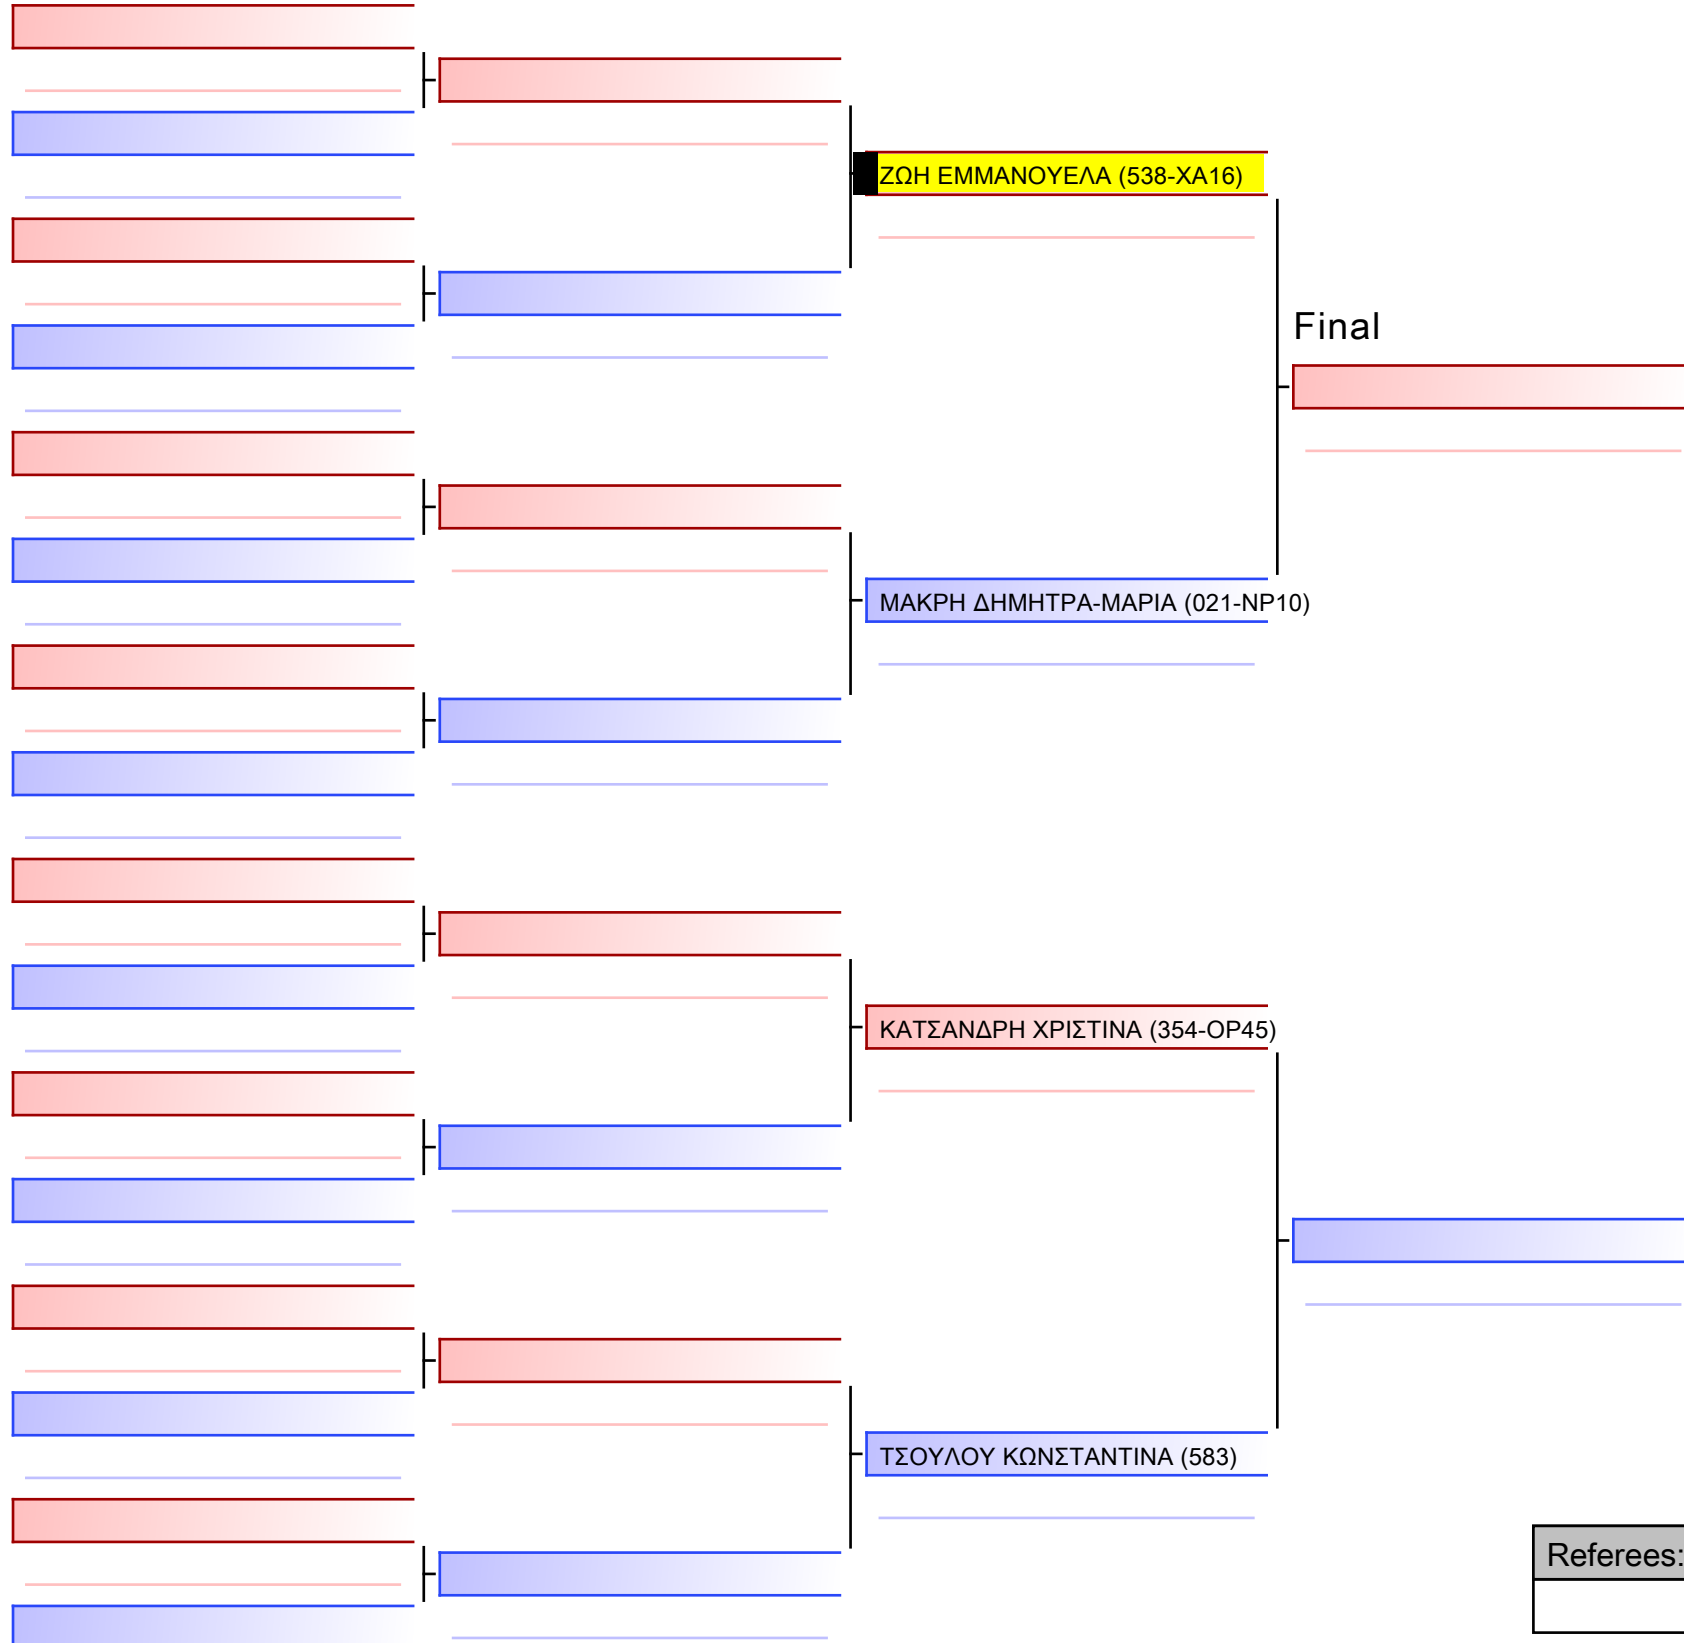 ΖΩΗ ΕΜΜΑΝΟΥΕΛΑ (538-ΧΑ16)
Final
ΜΑΚΡΗ ΔΗΜΗΤΡΑ-ΜΑΡΙΑ (021-ΝΡ10)
ΚΑΤΣΑΝΔΡΗ ΧΡΙΣΤΙΝΑ (354-ΟΡ45)
ΤΣΟΥΛΟΥ ΚΩΝΣΤΑΝΤΙΝΑ (583)
Referees: